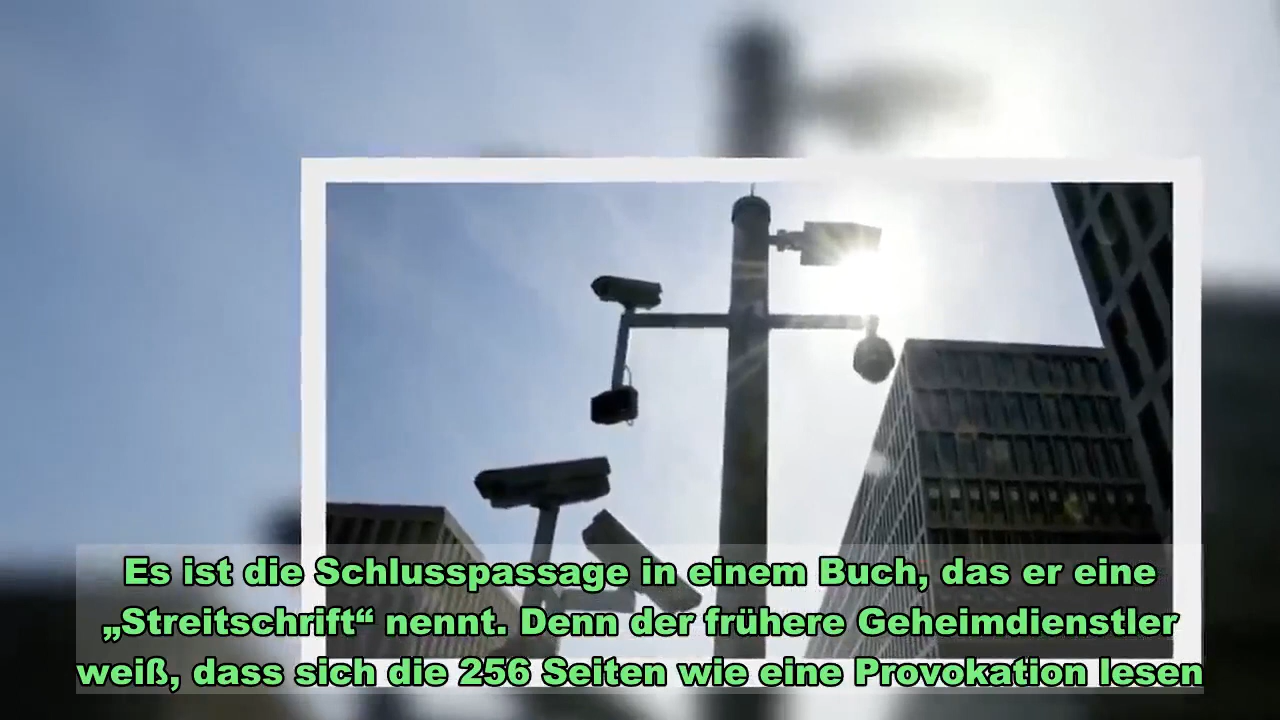 Es ist die Schlusspassage in einem Buch, das er eine
„Streitschrift“ nennt. Denn der frühere Geheimdienstler
weiß, dass sich die 256 Seiten wie eine Provokation lesen